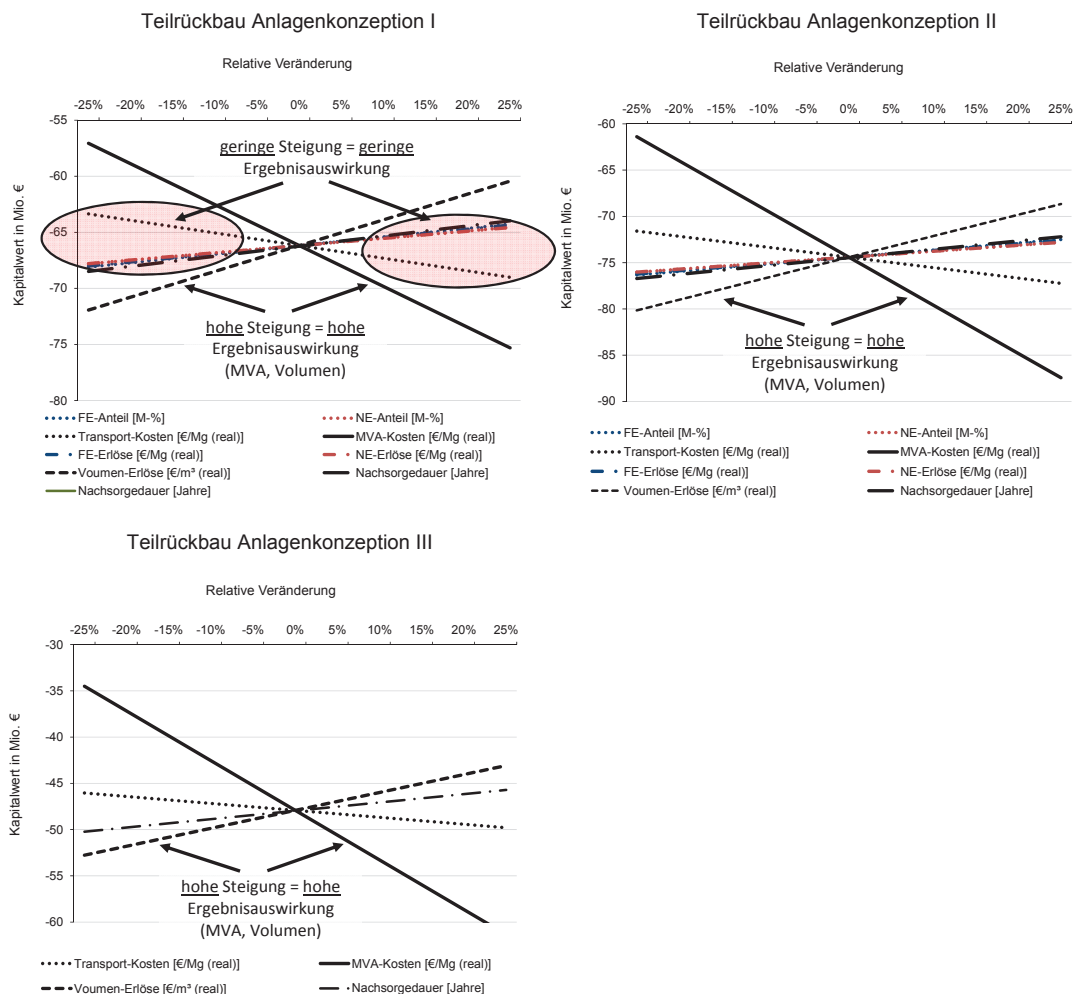 Teilrückbau Anlagenkonzeption I
Relative Veränderung
-25% -20% -15% -10% 0% 5% 10% 15% 20% 25%
-55
-60
-65
-70
-75
-80
Kapitalwert in Mio. €
geringe Steigung = geringe
Ergebnisauswirkung
hohe Steigung = hohe
Ergebnisauswirkung
(MVA, Volumen)
FE-Anteil [M-%]
NE-Anteil [M-%]
Transport-Kosten [€/Mg (real)]
MVA-Kosten [€/Mg (real)]
FE-Erlöse [€/Mg (real)]
NE-Erlöse [€/Mg (real)]
Voumen-Erlöse [€/m³ (real)]
Nachsorgedauer [Jahre]
Nachsorgedauer [Jahre]
Teilrückbau Anlagenkonzeption II
Relative Veränderung
-25% -20% -15% -10% 0% 5% 10% 15% 20% 25%
-60
-65
-70
-75
-80
-85
-90
Kapitalwert in Mio. €
hohe Steigung = hohe
Ergebnisauswirkung
(MVA, Volumen)
FE-Anteil [M-%]
NE-Anteil [M-%]
Transport-Kosten [€/Mg (real)]
MVA-Kosten [€/Mg (real)]
FE-Erlöse [€/Mg (real)]
NE-Erlöse [€/Mg (real)]
Voumen-Erlöse [€/m³ (real)]
Nachsorgedauer [Jahre]
Teilrückbau Anlagenkonzeption III
Relative Veränderung
-25% -20% -15% -10% 0% 5% 10% 15% 20% 25%
-30
-35
-40
-45
-50
-55
-60
Kapitalwert in Mio. €
hohe Steigung = hohe
Ergebnisauswirkung
(MVA, Volumen)
Transport-Kosten [€/Mg (real)]
MVA-Kosten [€/Mg (real)]
Voumen-Erlöse [€/m³ (real)]
Nachsorgedauer [Jahre]